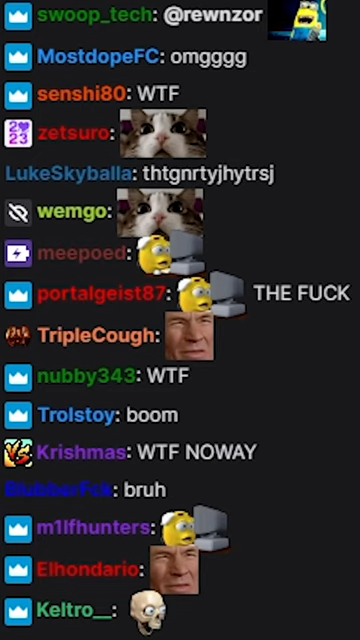 swoop_tech: @rewnzor
MostdopeFC: omgggg
senshi80: WTF
2023 zetsuro:
LukeSkyballa: thtgnrtyjhytrsj
wemgo:
meepoed:
portalgeist87: THE FUCK
TripleCough:
nubby343: WTF
Trolstoy: boom
Krishmas: WTF NOWAY
BlubberFck: bruh
m1lfhunters:
Elhondario:
Keltro__: